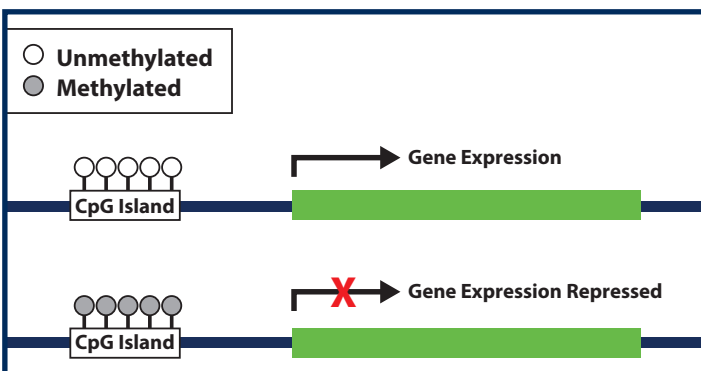 Unmethylated
Methylated
Gene Expression
CpG Island
X
Gene Expression Repressed
CpG Island